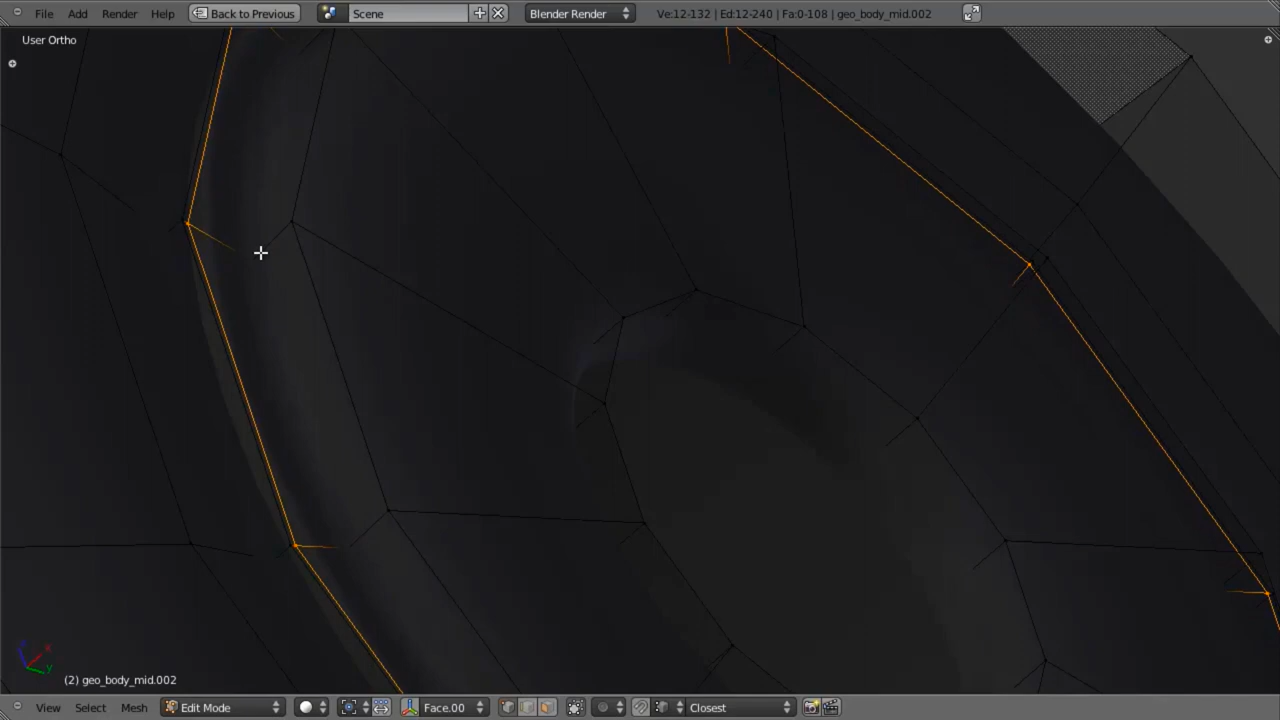 File Add Render Help Back to Previous Scene Blender Render Ve:12-132 | Ed:12-240 | Fa:0-108 | geo_body_mid.002
User Ortho
x
y
(2) geo_body_mid.002
View Select Mesh Edit Mode Face.00 Closest